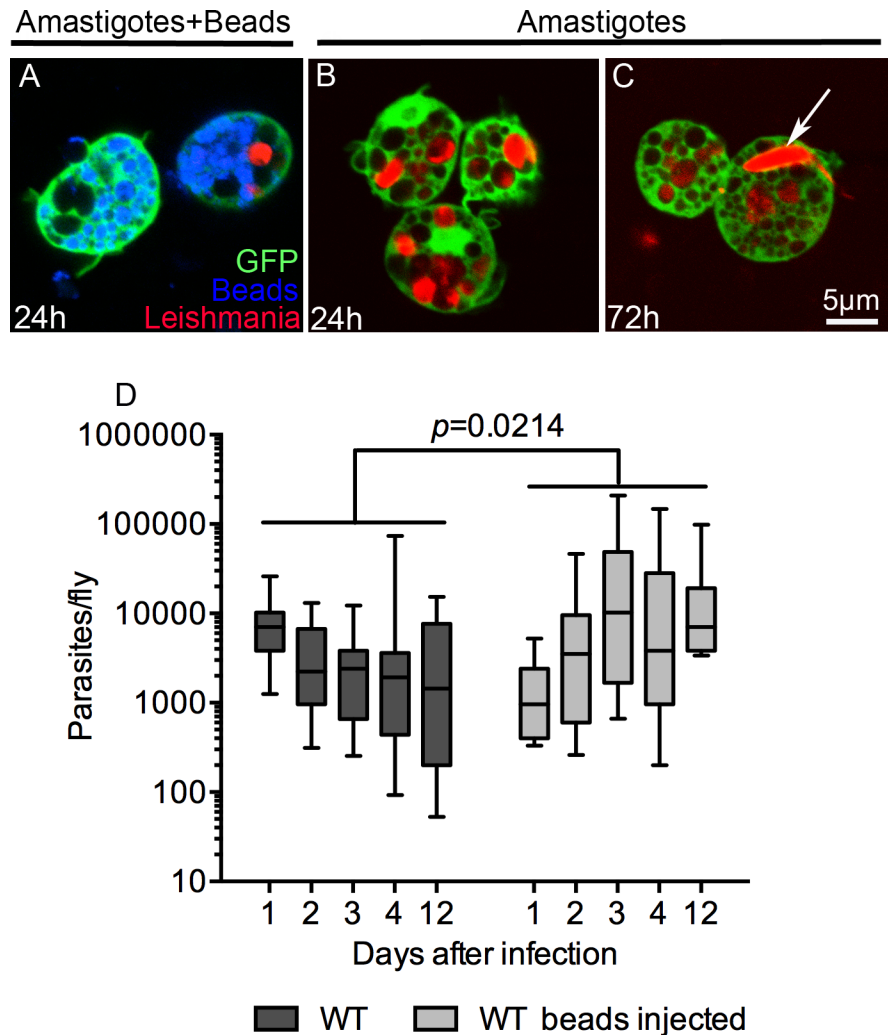 Amastigotes+Beads
Amastigotes
A
B
C
GFP
Beads
Leishmania
24h
24h
72h
5μm
D
p=0.0214
1000000
100000
10000
1000
100
10
Parasites/fly
1 2 3 4 12 1 2 3 4 12
Days after infection
WT WT beads injected